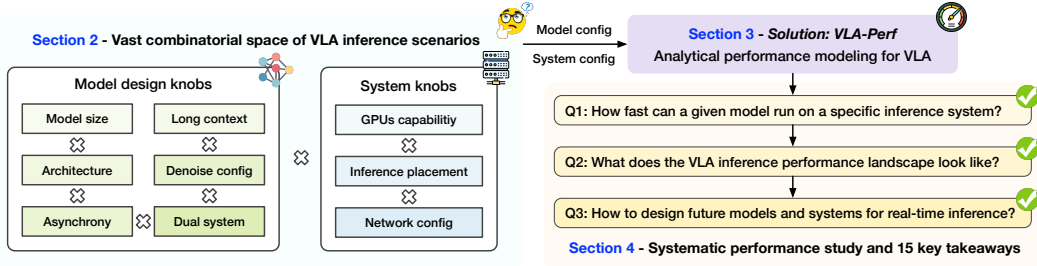 Section 2 - Vast combinatorial space of VLA inference scenarios
Model design knobs
Model size
Long context
Architecture
Denoise config
Asynchrony
Dual system
System knobs
GPUs capabilitiy
Inference placement
Network config
Model config
System config
Section 3 - Solution: VLA-Perf
Analytical performance modeling for VLA
Q1: How fast can a given model run on a specific inference system?
Q2: What does the VLA inference performance landscape look like?
Q3: How to design future models and systems for real-time inference?
Section 4 - Systematic performance study and 15 key takeaways